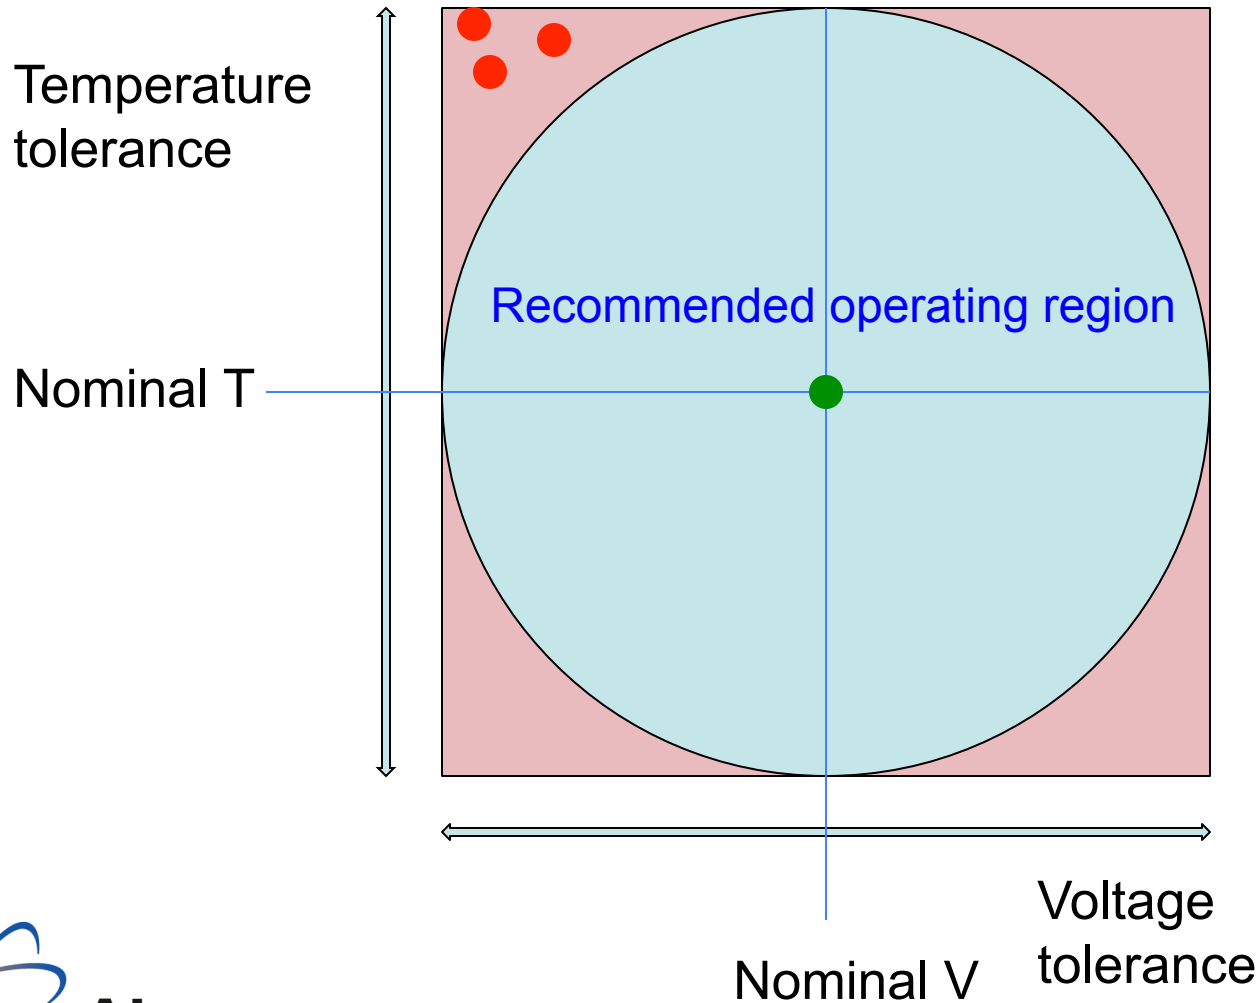 Temperature
tolerance
Recommended operating region
Nominal T
Voltage
tolerance
Nominal V